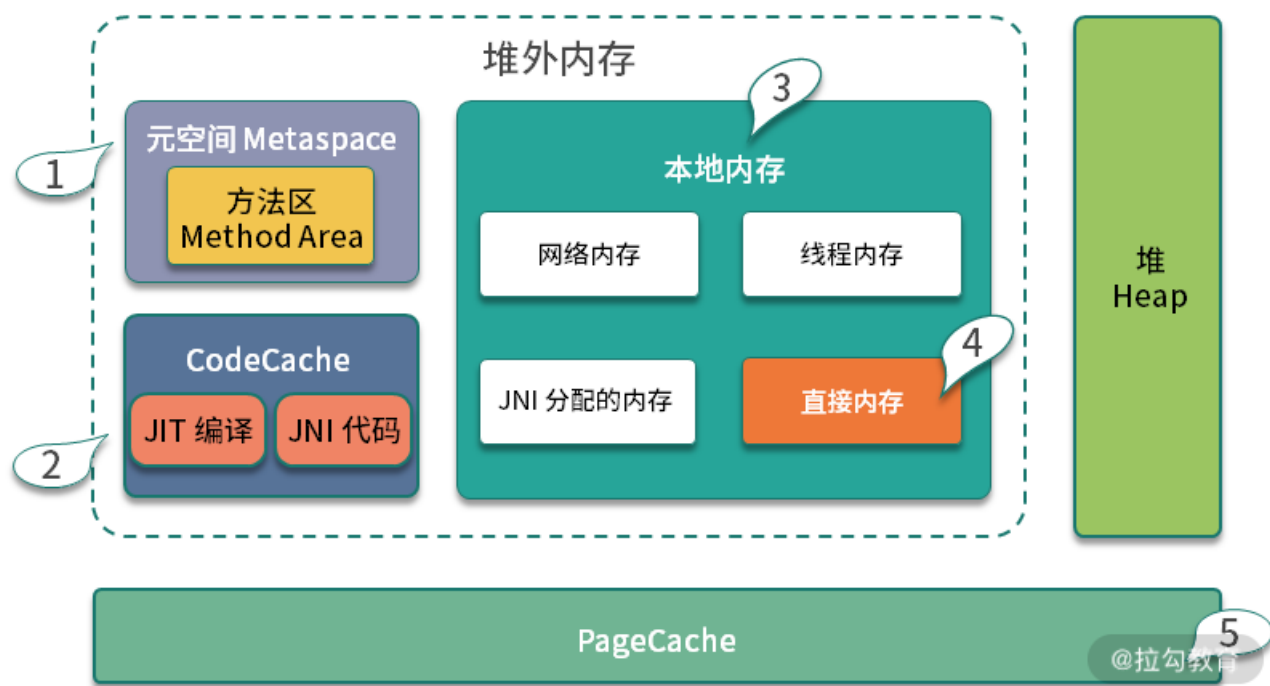 堆外内存
1
元空间 Metaspace
方法区
Method Area
2
CodeCache
JIT 编译
JNI 代码
3
本地内存
网络内存
线程内存
JNI 分配的内存
4
直接内存
堆
Heap
5
PageCache
@拉勾教育